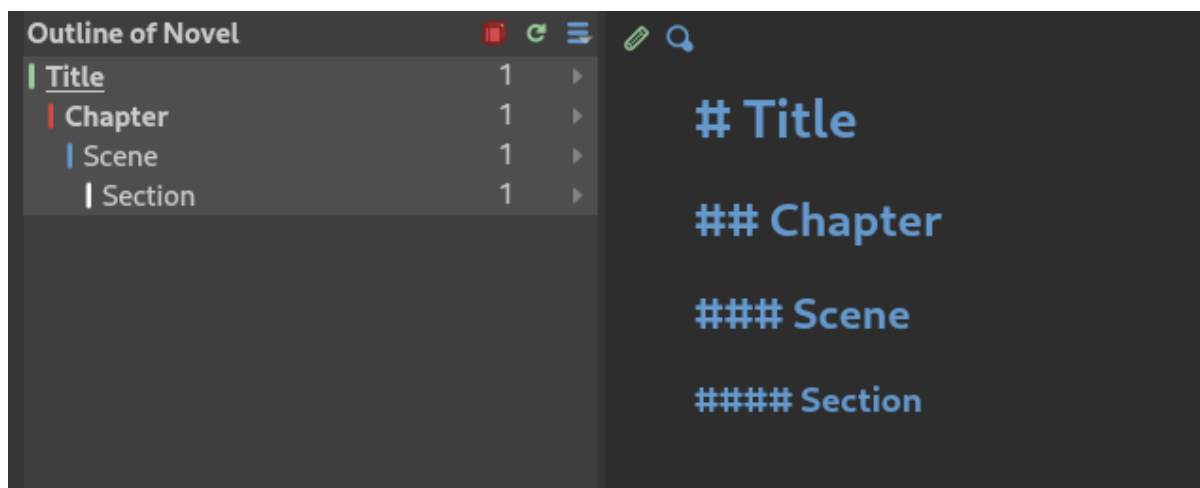 Outline of Novel
Title 1
Chapter 1
Scene 1
Section 1
# Title
## Chapter
### Scene
#### Section